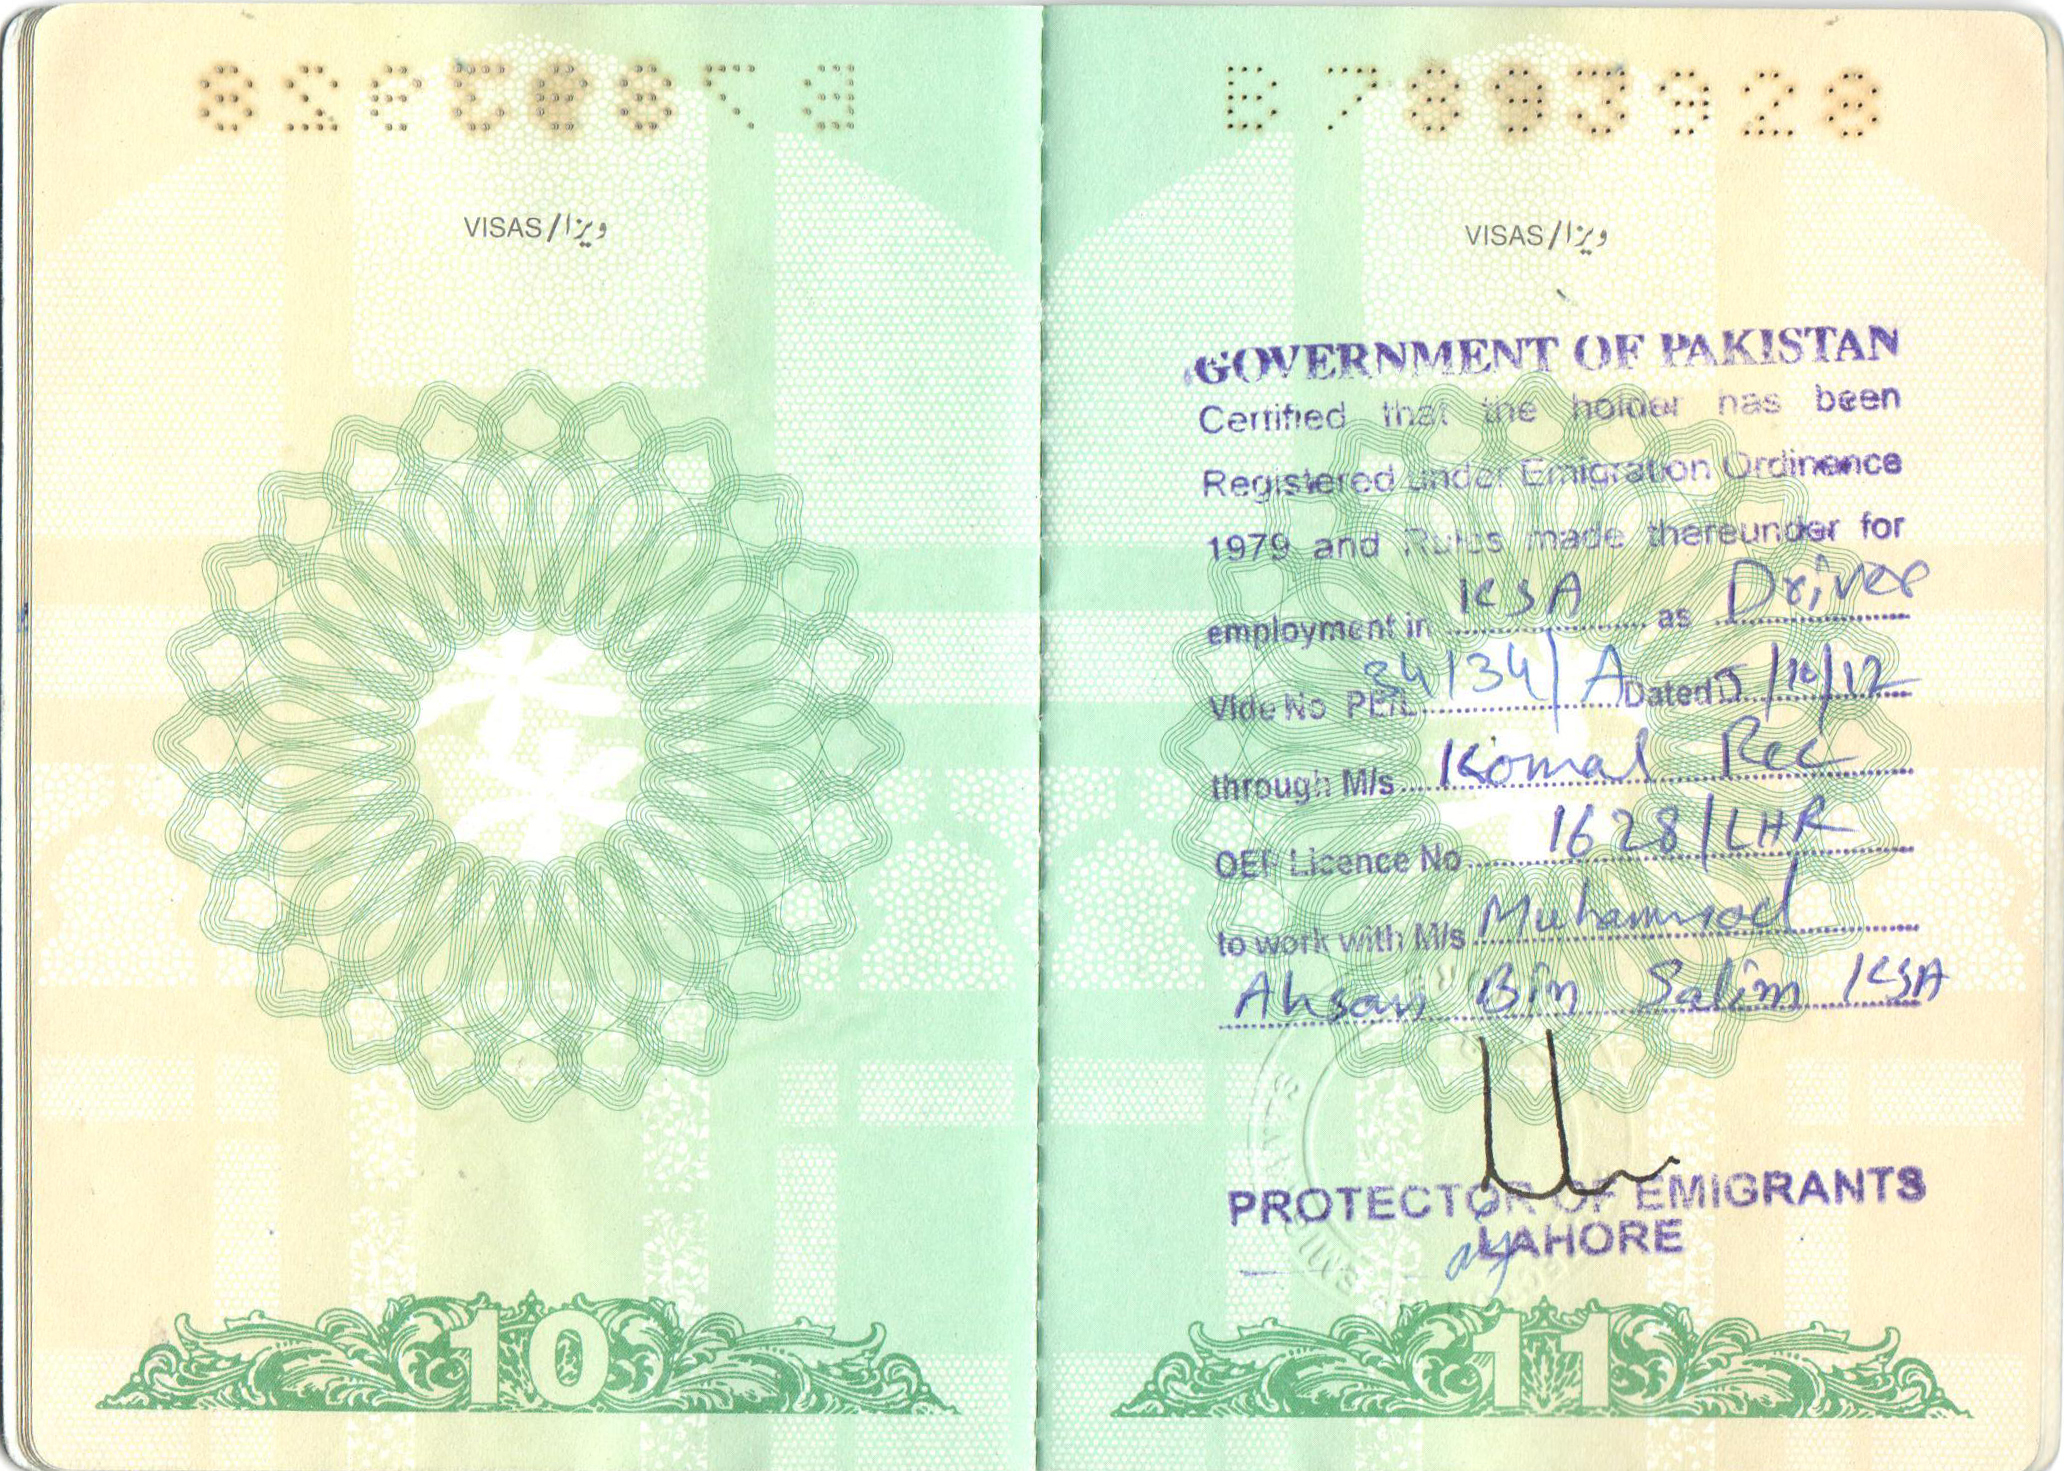 B7893928
VISAS/ویزا
10
VISAS/ویزا
GOVERNMENT OF PAKISTAN
Certified that the holder has been
Registered under Emigration Ordinence
1979 and Rules made thereunder for
employment in KSA as Driver
Vide No PE/L Dated 5/10/12
through M/s Komal Rec
OEP Licence No 1628/LHR
to work with M/s Muhammad
Ahsan Bin Salim KSA
PROTECTOR OF EMIGRANTS
LAHORE
11